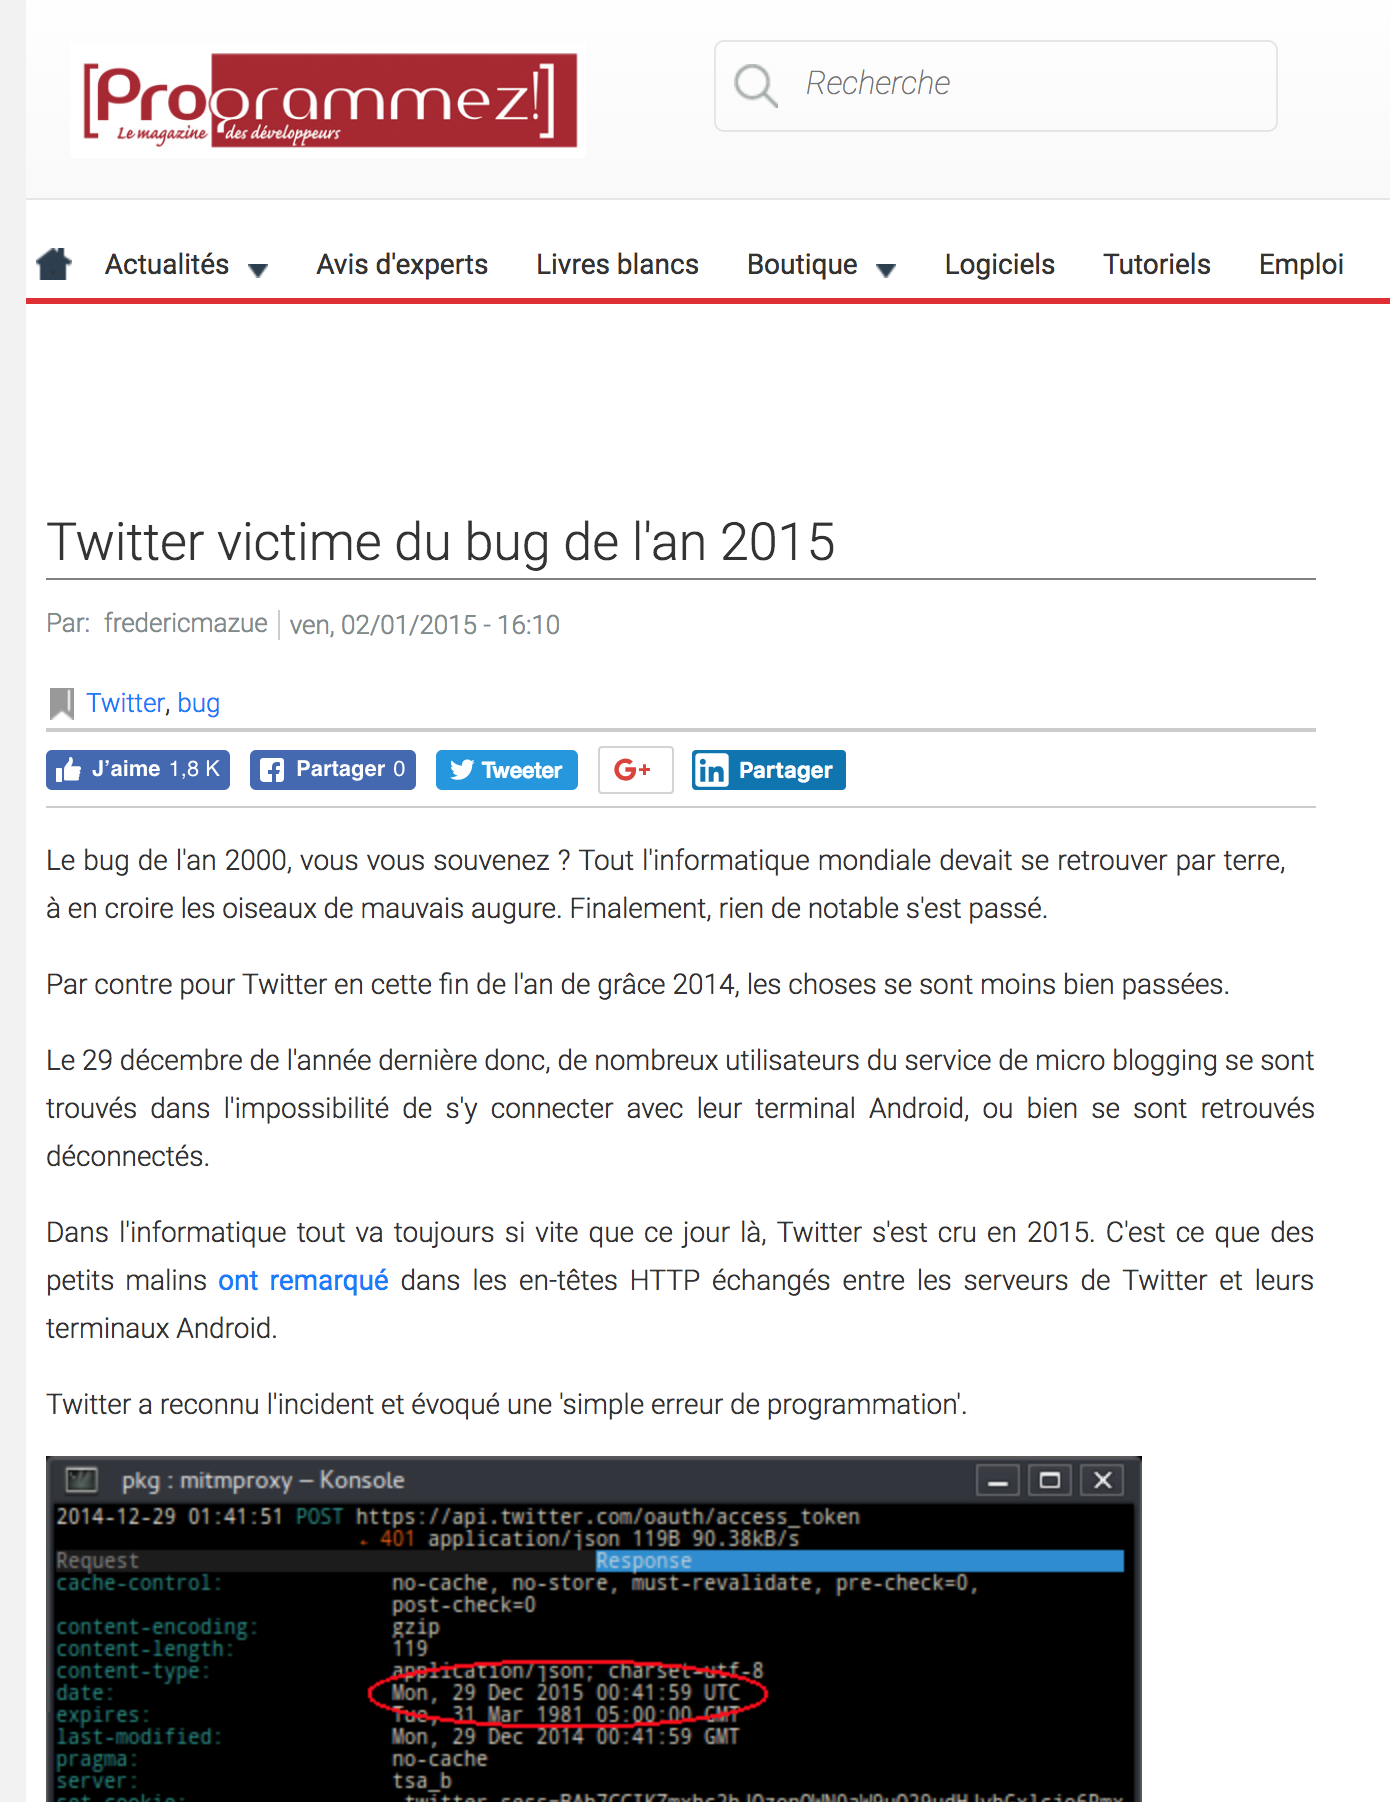 [Programmez!]
Le magazine des développeurs
Recherche
Actualités Avis d'experts Livres blancs Boutique Logiciels Tutoriels Emploi
Twitter victime du bug de l'an 2015
Par: fredericmazue ven, 02/01/2015 - 16:10
Twitter, bug
J'aime 1,8 K Partager 0 Tweeter G+ in Partager
Le bug de l'an 2000, vous vous souvenez ? Tout l'informatique mondiale devait se retrouver par terre,
à en croire les oiseaux de mauvais augure. Finalement, rien de notable s'est passé.
Par contre pour Twitter en cette fin de l'an de grâce 2014, les choses se sont moins bien passées.
Le 29 décembre de l'année dernière donc, de nombreux utilisateurs du service de micro blogging se sont
trouvés dans l'impossibilité de s'y connecter avec leur terminal Android, ou bien se sont retrouvés
déconnectés.
Dans l'informatique tout va toujours si vite que ce jour là, Twitter s'est cru en 2015. C'est ce que des
petits malins ont remarqué dans les en-têtes HTTP échangés entre les serveurs de Twitter et leurs
terminaux Android.
Twitter a reconnu l'incident et évoqué une 'simple erreur de programmation'.
pkg : mitmproxy – Konsole
2014-12-29 01:41:51 POST https://api.twitter.com/oauth/access_token
← 401 application/json 119B 90.38kB/s
Request Response
cache-control: no-cache, no-store, must-revalidate, pre-check=0,
post-check=0
content-encoding: gzip
content-length: 119
content-type: application/json; charset=utf-8
date: Mon, 29 Dec 2015 00:41:59 UTC
expires: Tue, 31 Mar 1981 05:00:00 GMT
last-modified: Mon, 29 Dec 2014 00:41:59 GMT
pragma: no-cache
server: tsa_b